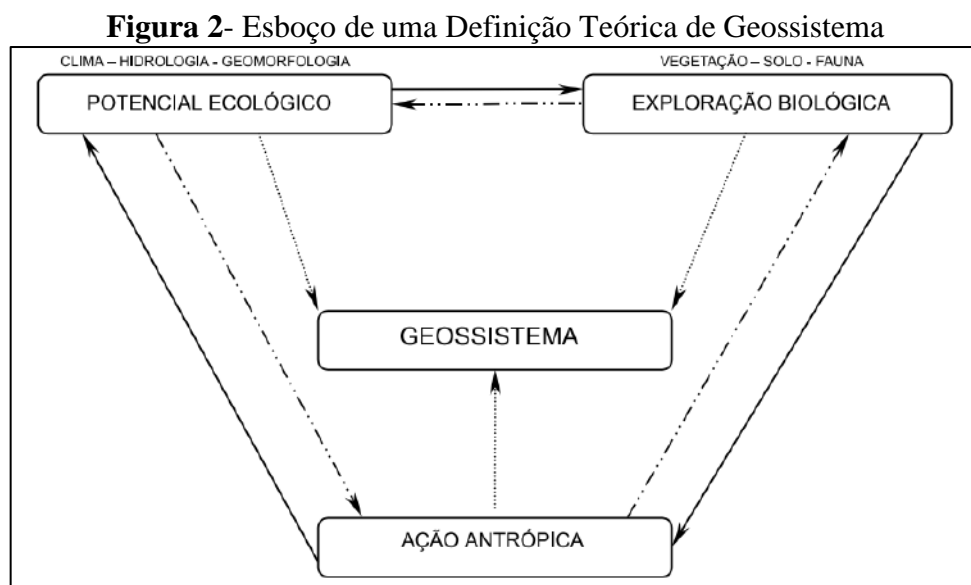 Figura 2- Esboço de uma Definição Teórica de Geossistema
CLIMA – HIDROLOGIA - GEOMORFOLOGIA
POTENCIAL ECOLÓGICO
VEGETAÇÃO – SOLO - FAUNA
EXPLORAÇÃO BIOLÓGICA
GEOSSISTEMA
AÇÃO ANTRÓPICA